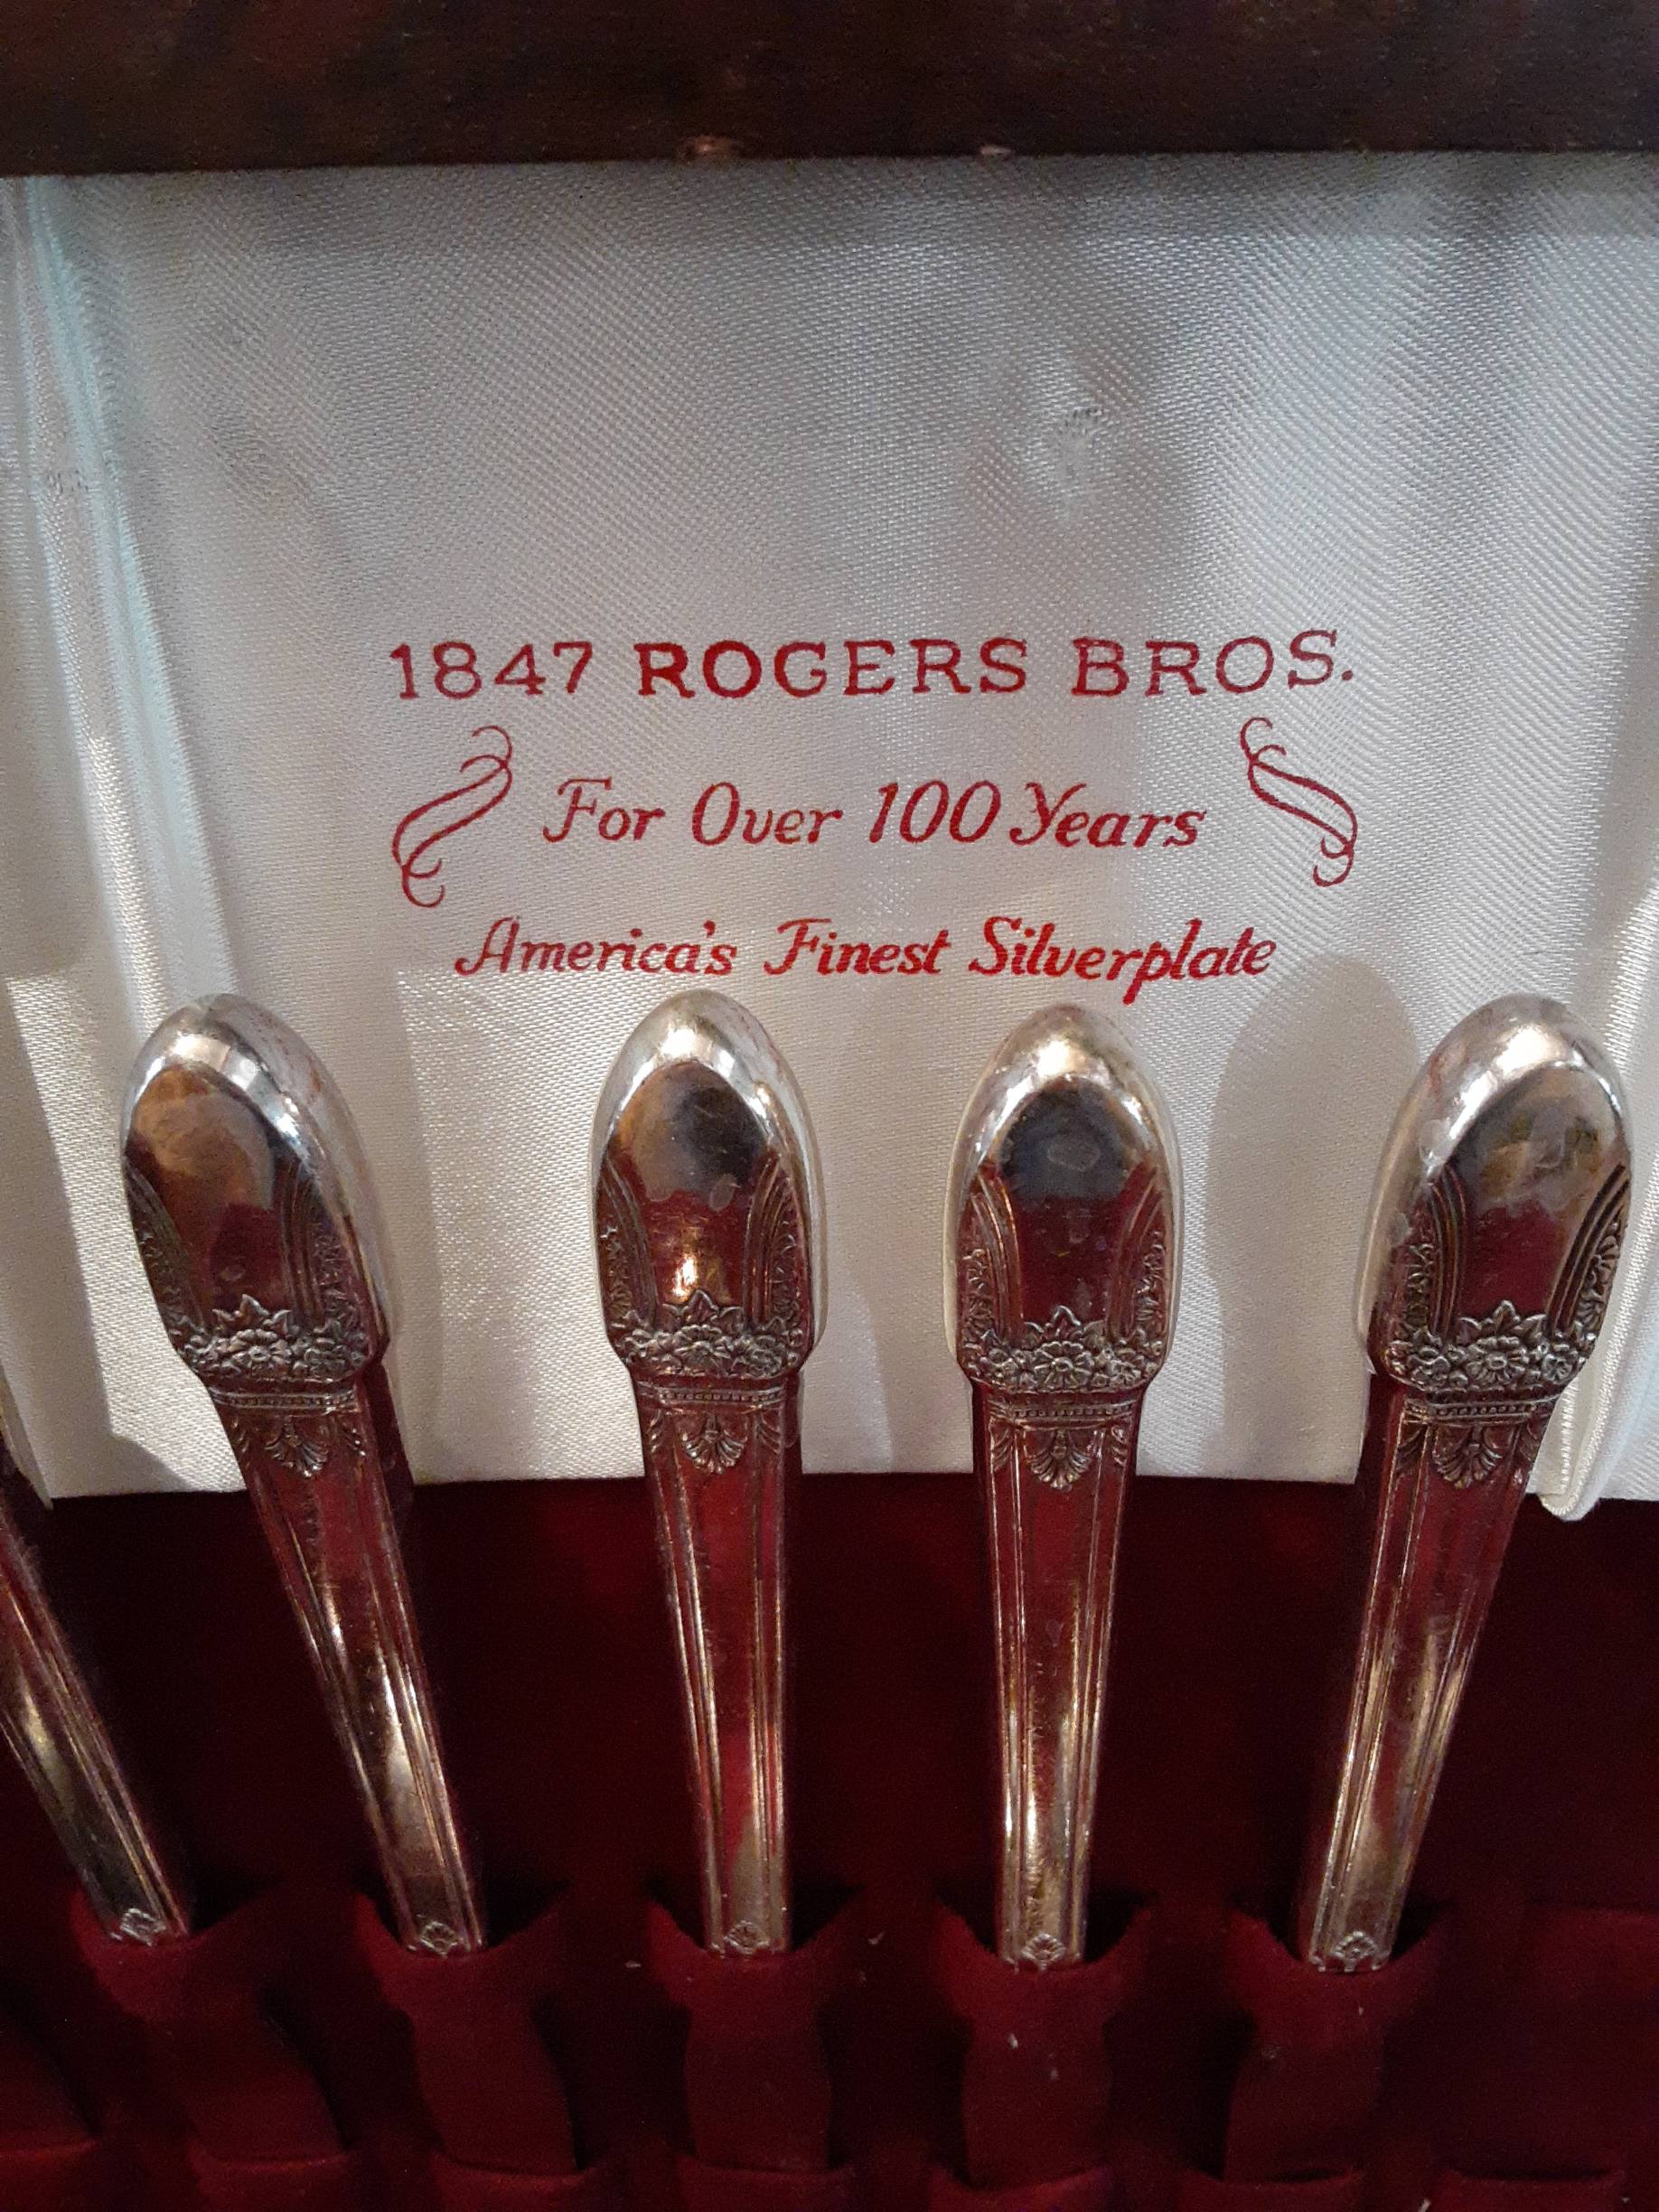 1847 ROGERS BROS.
For Over 100 Years
America's Finest Silverplate